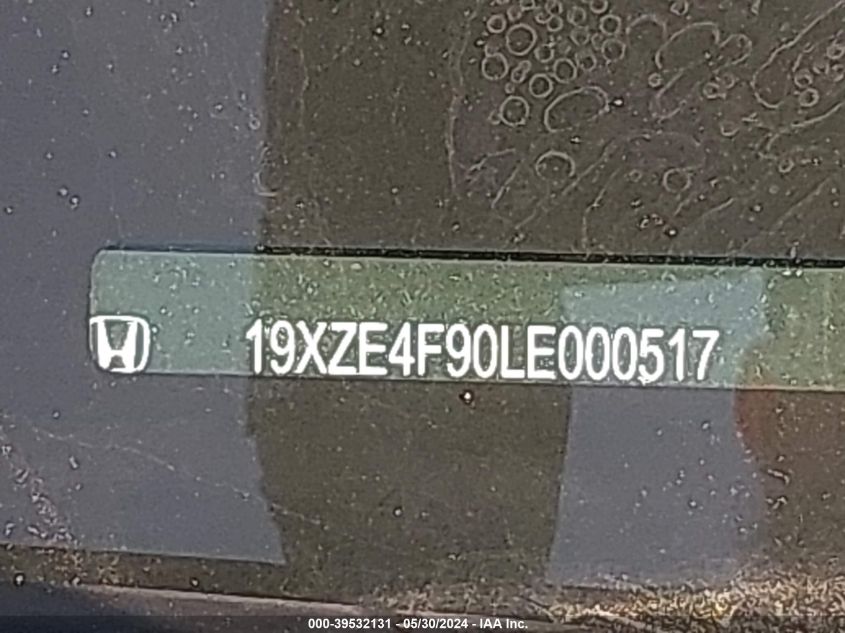 19XZE4F90LE000517
000-39532131 - 05/30/2024 - IAA Inc.